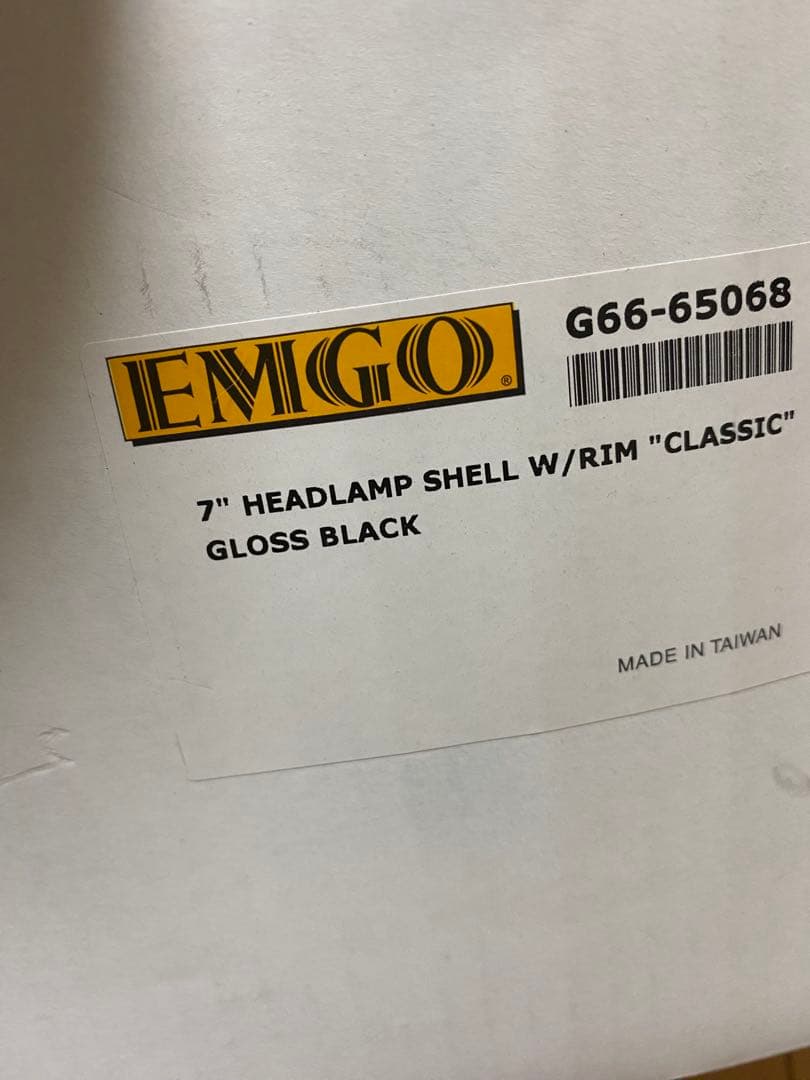 EMGO®
G66-65068
7" HEADLAMP SHELL W/RIM "CLASSIC"
GLOSS BLACK
MADE IN TAIWAN